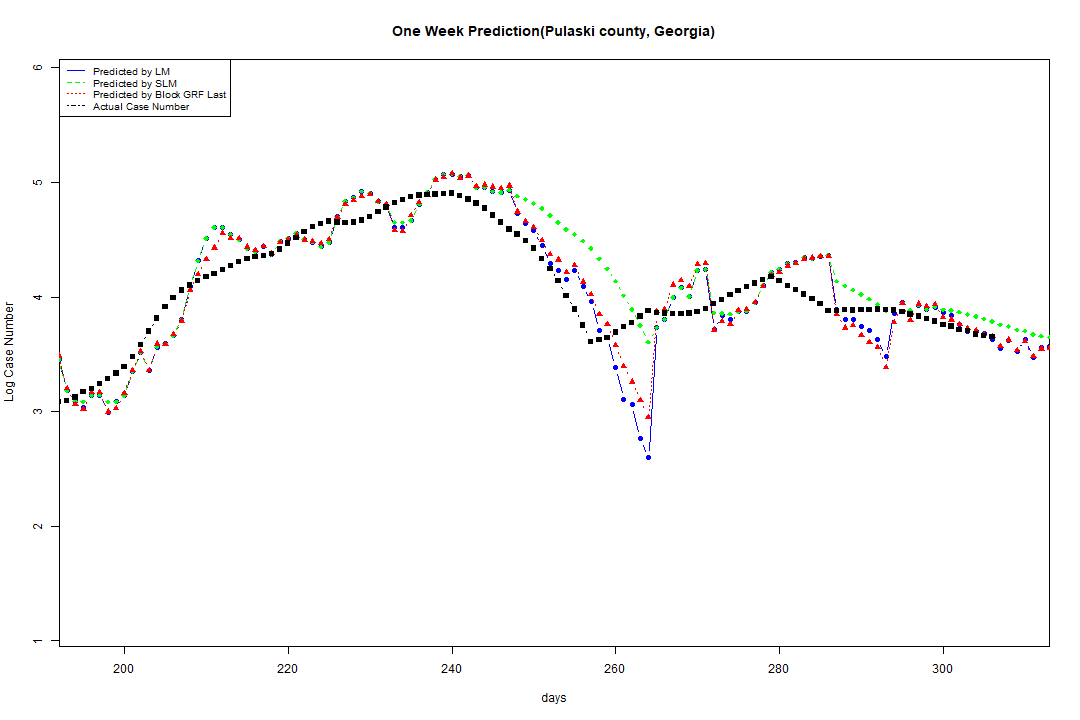 One Week Prediction(Pulaski county, Georgia)
6
Predicted by LM
Predicted by SLM
Predicted by Block GRF Last
Actual Case Number
5
4
3
2
1
Log Case Number
200 220 240 260 280 300
days